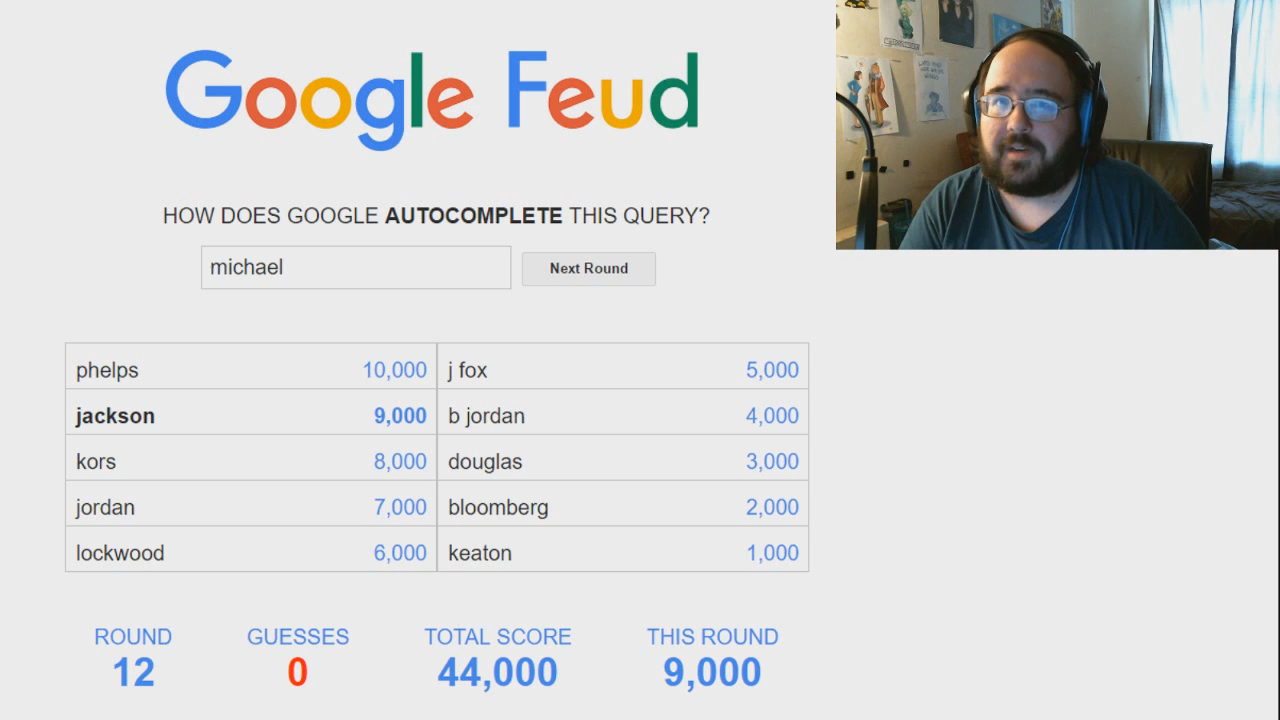 Google Feud
HOW DOES GOOGLE AUTOCOMPLETE THIS QUERY?
michael
Next Round
phelps 10,000 j fox 5,000
jackson 9,000 b jordan 4,000
kors 8,000 douglas 3,000
jordan 7,000 bloomberg 2,000
lockwood 6,000 keaton 1,000
ROUND GUESSES TOTAL SCORE THIS ROUND
12 0 44,000 9,000